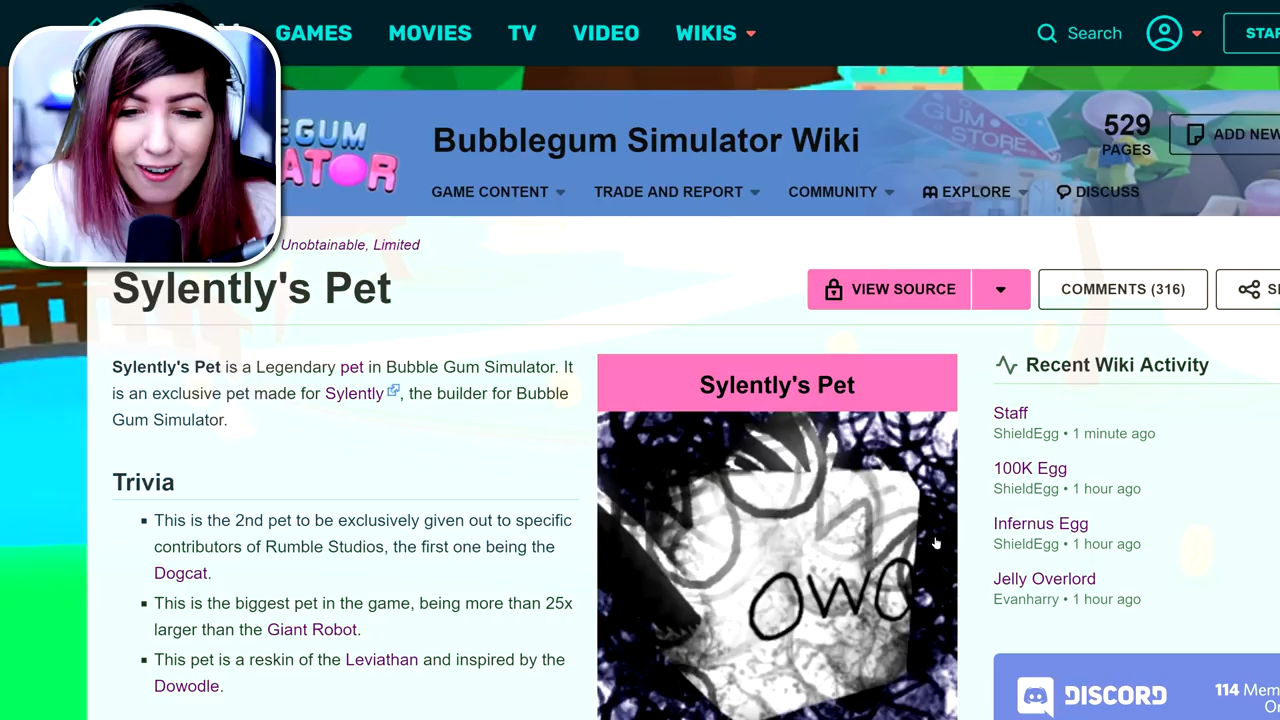 GAMES MOVIES TV VIDEO WIKIS Search
GUM STORE
Bubblegum Simulator Wiki
529 PAGES
ADD NEW
GAME CONTENT TRADE AND REPORT COMMUNITY EXPLORE DISCUSS
Unobtainable, Limited
Sylently's Pet
VIEW SOURCE
COMMENTS (316)
Sylently's Pet is a Legendary pet in Bubble Gum Simulator. It
is an exclusive pet made for Sylently, the builder for Bubble
Gum Simulator.
Trivia
▪ This is the 2nd pet to be exclusively given out to specific
contributors of Rumble Studios, the first one being the
Dogcat.
▪ This is the biggest pet in the game, being more than 25x
larger than the Giant Robot.
▪ This pet is a reskin of the Leviathan and inspired by the
Dowodle.
Sylently's Pet
owo
Recent Wiki Activity
Staff
ShieldEgg • 1 minute ago
100K Egg
ShieldEgg • 1 hour ago
Infernus Egg
ShieldEgg • 1 hour ago
Jelly Overlord
Evanharry • 1 hour ago
DISCORD
114